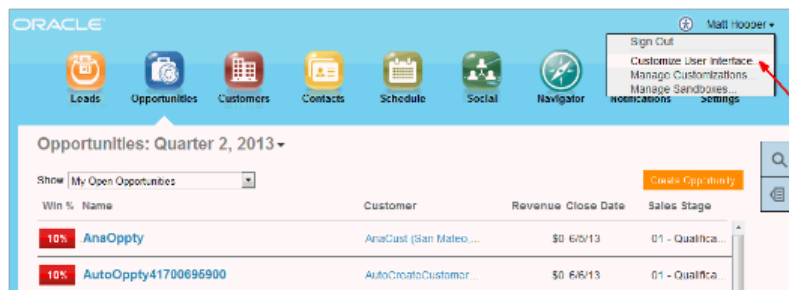 ORACLE
Matt Hooper
Sign Out
Customize User Interface...
Manage Customizations...
Manage Sandboxes...
Leads Opportunities Customers Contacts Schedule Social Navigator Notifications Settings
Opportunities: Quarter 2, 2013
Show My Open Opportunities
Create Opportunity
Win % Name Customer Revenue Close Date Sales Stage
10% AnaOppty AnaCust (San Mateo,... $0 6/5/13 01 - Qualifica...
10% AutoOppty41700695900 AutoCreateCustomer... $0 6/6/13 01 - Qualifica...